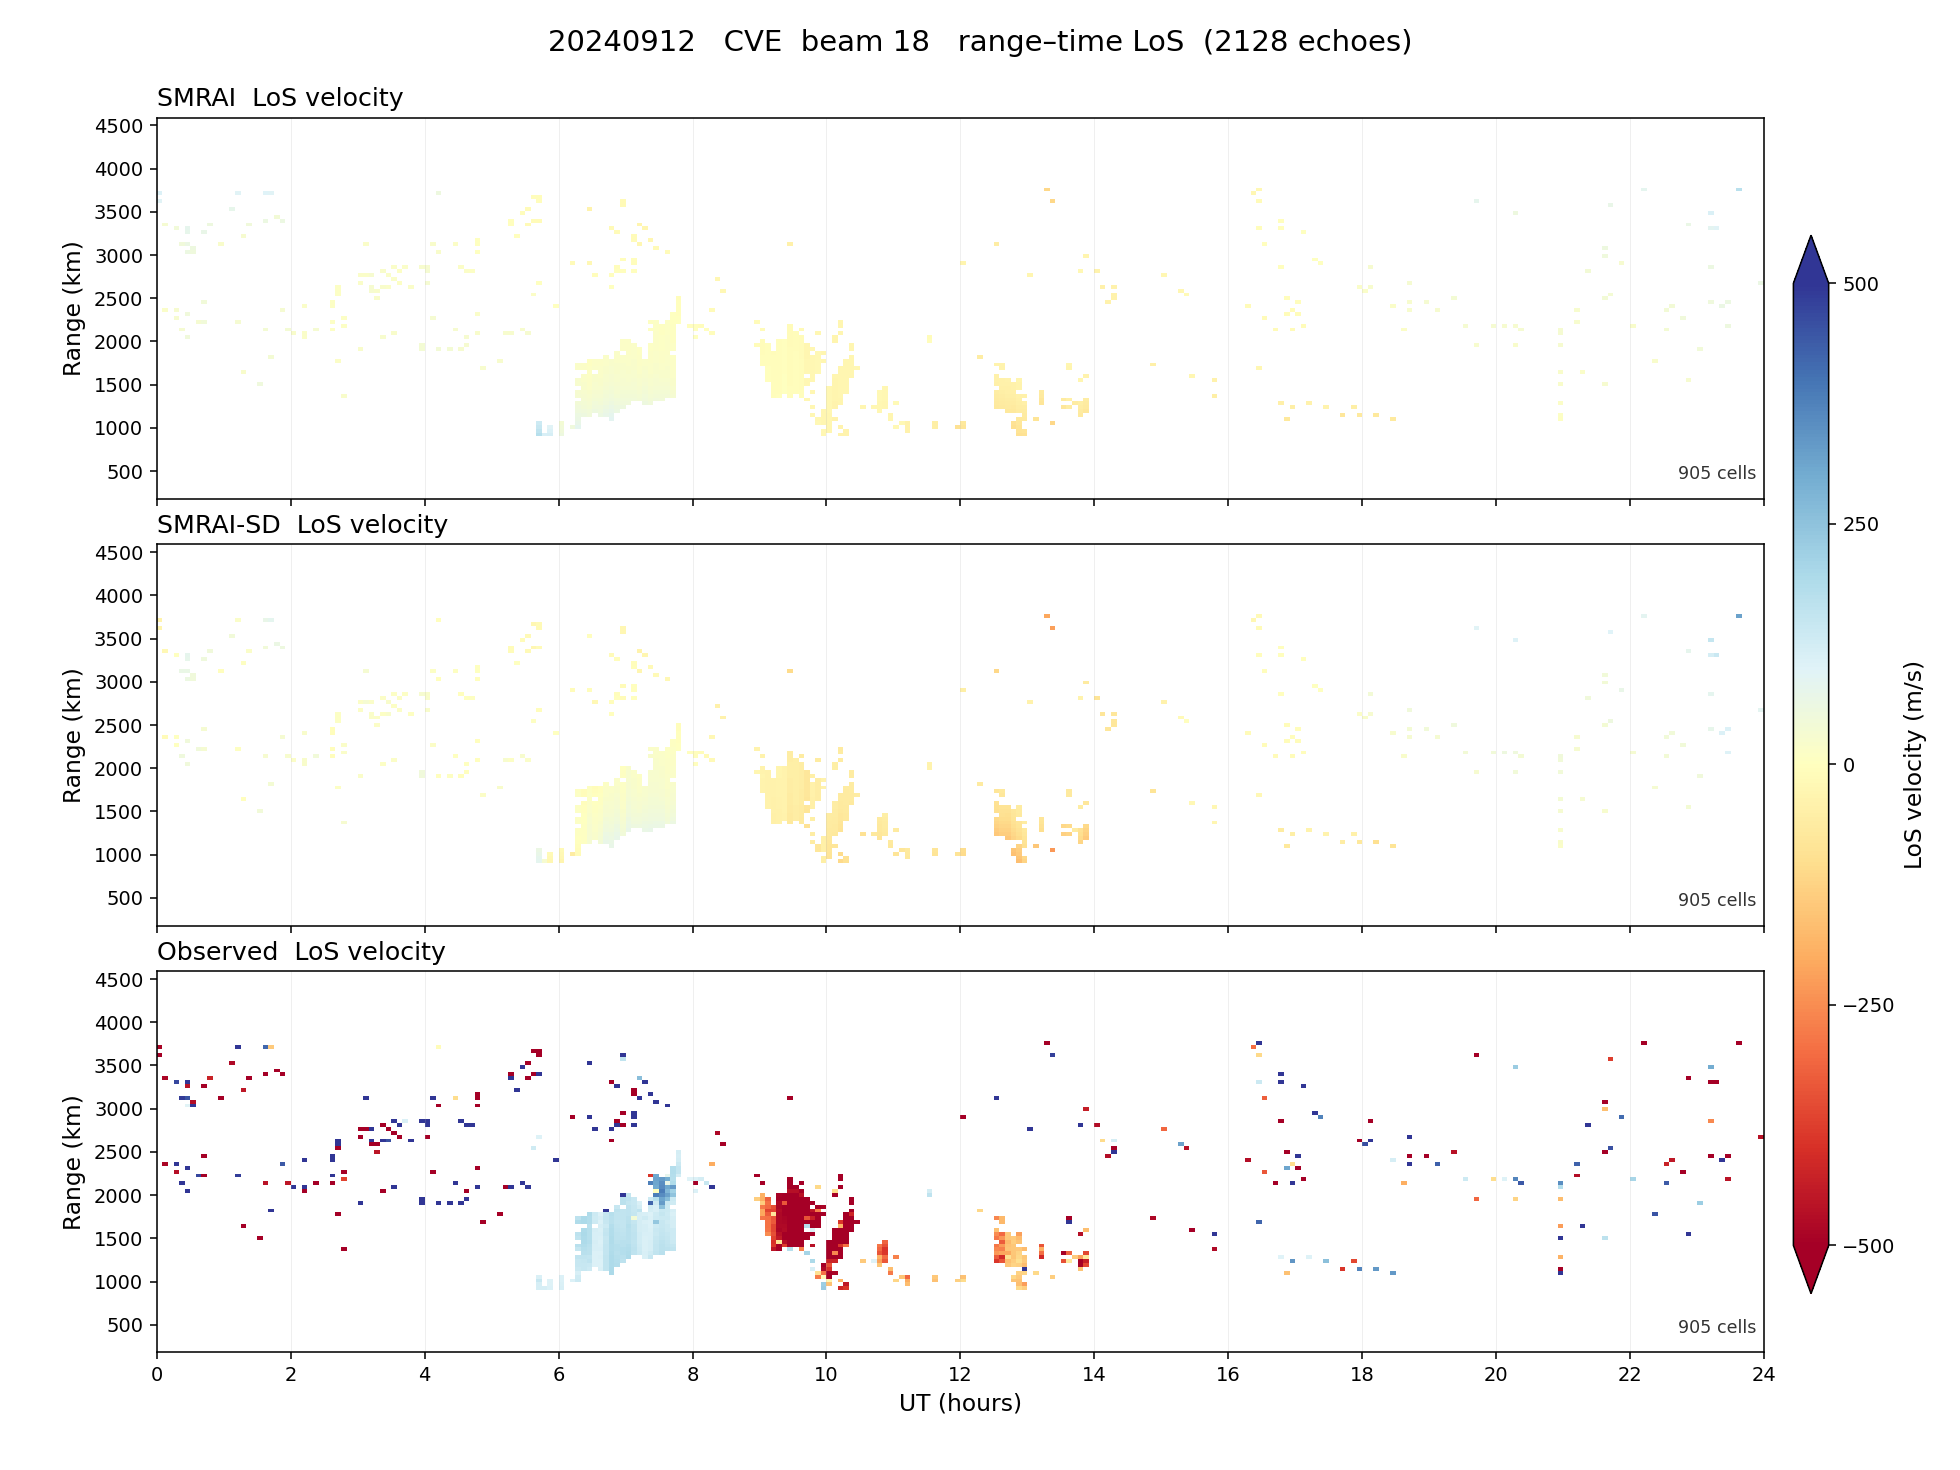 20240912   CVE  beam 18   range–time LoS  (2128 echoes)
SMRAI  LoS velocity
4500
4000
3500
3000
2500
2000
1500
1000
500
Range (km)
905 cells
SMRAI-SD  LoS velocity
4500
4000
3500
3000
2500
2000
1500
1000
500
Range (km)
905 cells
Observed  LoS velocity
4500
4000
3500
3000
2500
2000
1500
1000
500
Range (km)
905 cells
0 2 4 6 8 10 12 14 16 18 20 22 24
UT (hours)
500
250
0
−250
−500
LoS velocity (m/s)